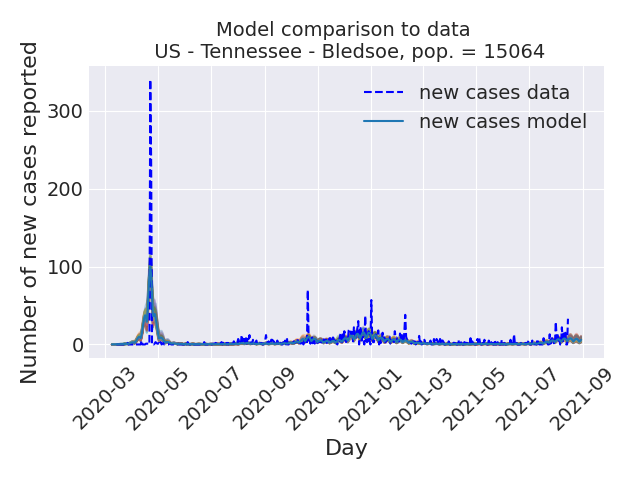 Model comparison to data
US - Tennessee - Bledsoe, pop. = 15064
Number of new cases reported
300
200
100
0
new cases data
new cases model
2020-03
2020-05
2020-07
2020-09
2020-11
2021-01
2021-03
2021-05
2021-07
2021-09
Day